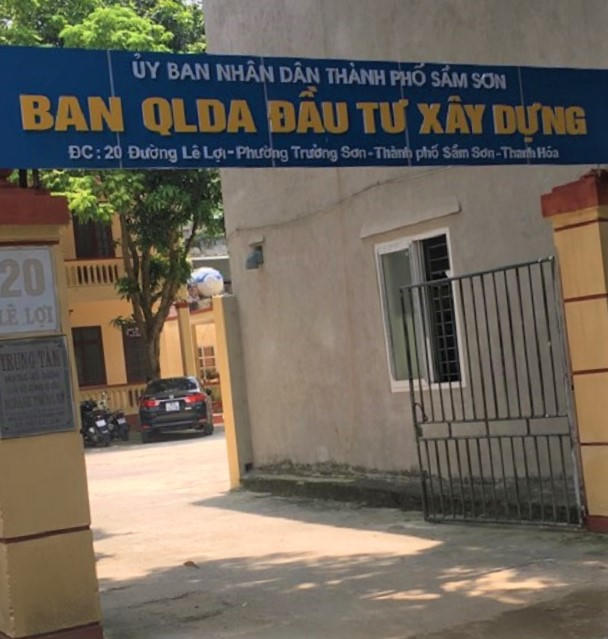 ỦY BAN NHÂN DÂN THÀNH PHỐ SẦM SƠN
BAN QLDA ĐẦU TƯ XÂY DỰNG
ĐC : 20 Đường Lê Lợi - Phường Trường Sơn - Thành phố Sầm Sơn - Thanh Hóa
20
LÊ LỢI
TRUNG TÂM